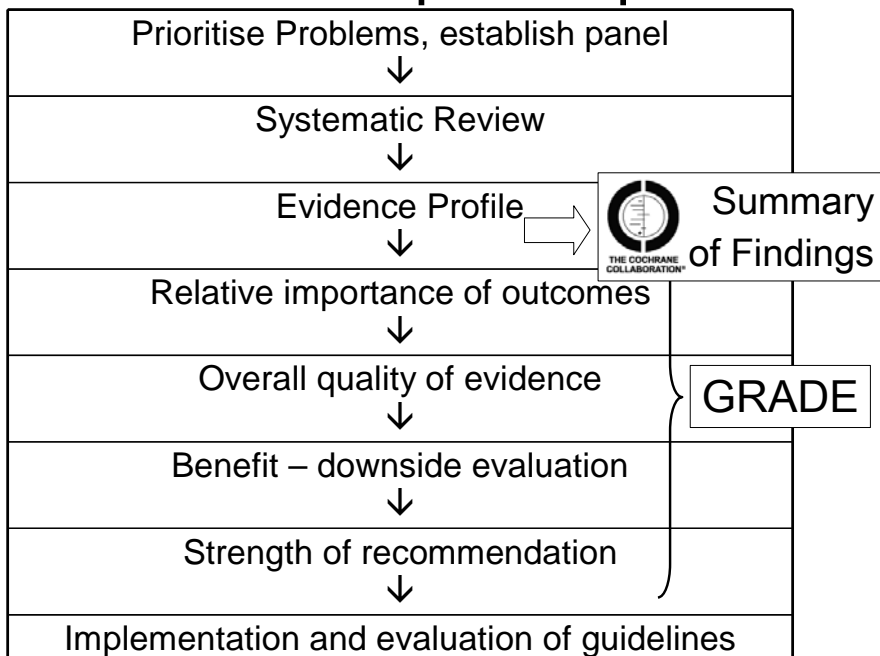 Prioritise Problems, establish panel
↓
Systematic Review
↓
Evidence Profile
↓
Summary
of Findings
THE COCHRANE
COLLABORATION®
Relative importance of outcomes
↓
Overall quality of evidence
↓
GRADE
Benefit – downside evaluation
↓
Strength of recommendation
↓
Implementation and evaluation of guidelines